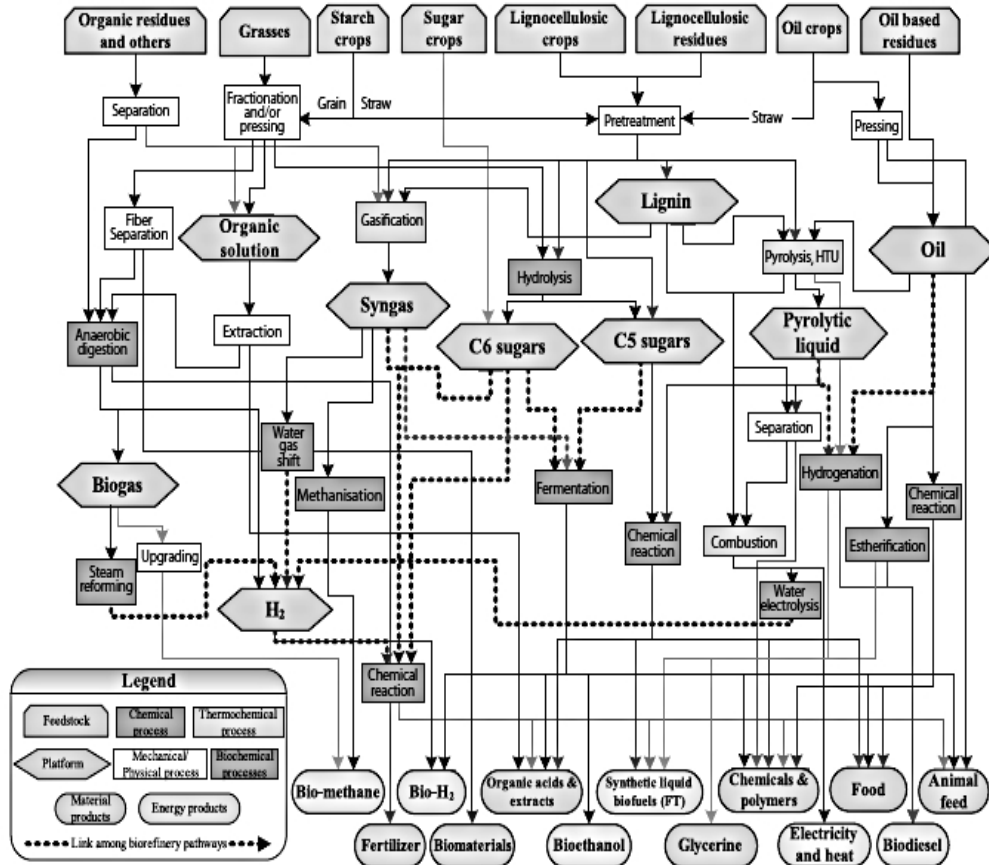 Organic residues
and others
Grasses
Starch
crops
Sugar
crops
Lignocellulosic
crops
Lignocellulosic
residues
Oil crops
Oil based
residues
Separation
Fractionation
and/or
pressing
Grain
Straw
Pretreatment
Straw
Pressing
Fiber
Separation
Organic
solution
Gasification
Lignin
Pyrolysis, HTU
Oil
Hydrolysis
Anaerobic
digestion
Extraction
Syngas
C6 sugars
C5 sugars
Pyrolytic
liquid
Separation
Water
gas
shift
Biogas
Methanisation
Fermentation
Hydrogenation
Chemical
reaction
Chemical
reaction
Combustion
Estherification
Upgrading
Steam
reforming
Water
electrolysis
H₂
Chemical
reaction
Legend
Feedstock
Chemical
process
Thermochemical
process
Platform
Mechanical/
Physical process
Biochemical
processes
Material
products
Energy products
Link among biorefinery pathways
Bio-methane
Bio-H₂
Organic acids &
extracts
Synthetic liquid
biofuels (FT)
Chemicals &
polymers
Food
Animal
feed
Fertilizer
Biomaterials
Bioethanol
Glycerine
Electricity
and heat
Biodiesel